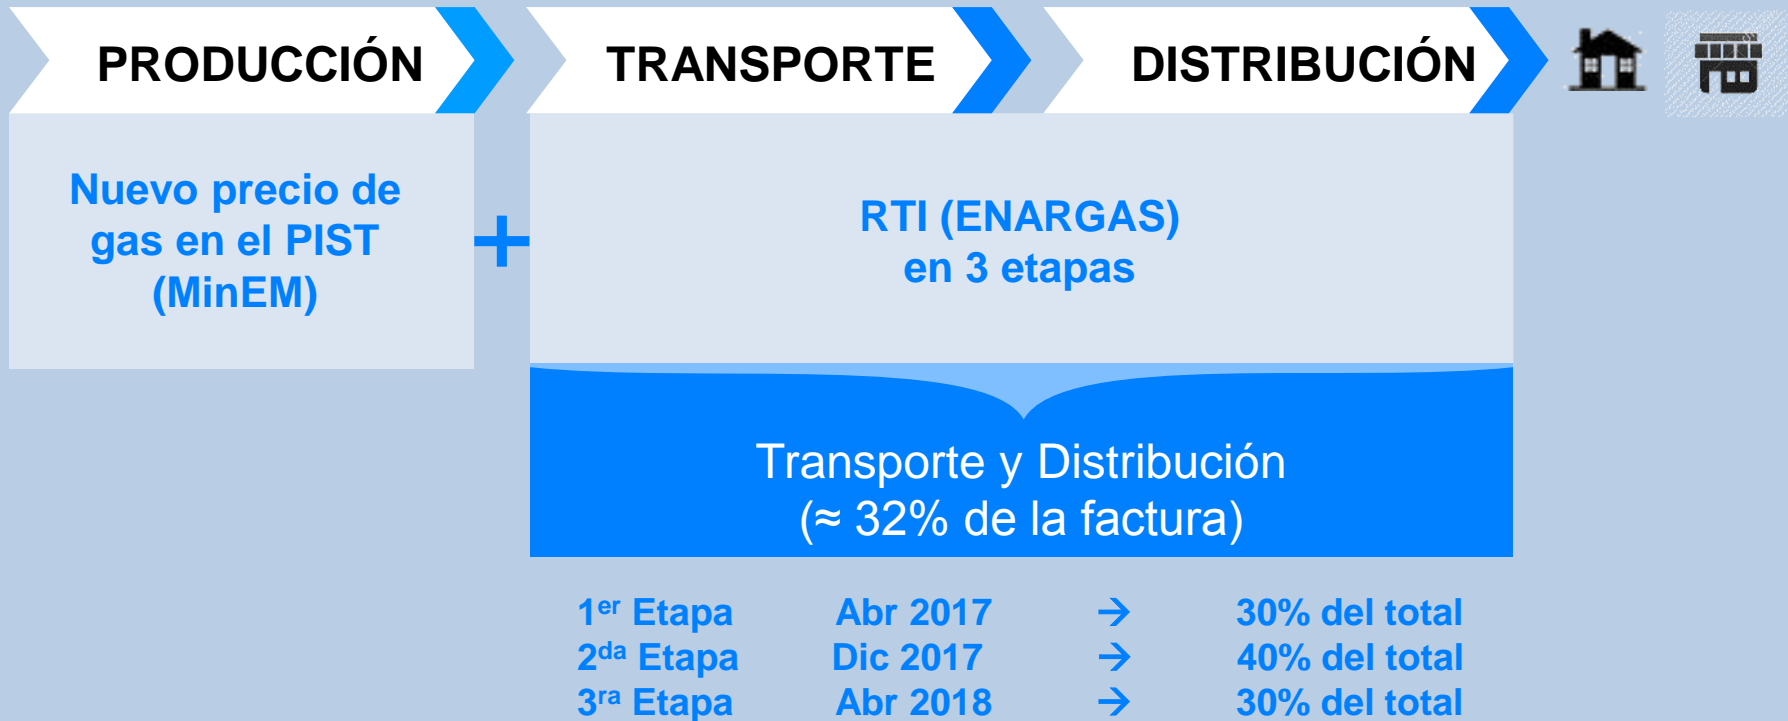 PRODUCCIÓN
TRANSPORTE
DISTRIBUCIÓN
Nuevo precio de
gas en el PIST
(MinEM)
+
RTI (ENARGAS)
en 3 etapas
Transporte y Distribución
(≈ 32% de la factura)
1er Etapa Abr 2017 → 30% del total
2da Etapa Dic 2017 → 40% del total
3ra Etapa Abr 2018 → 30% del total